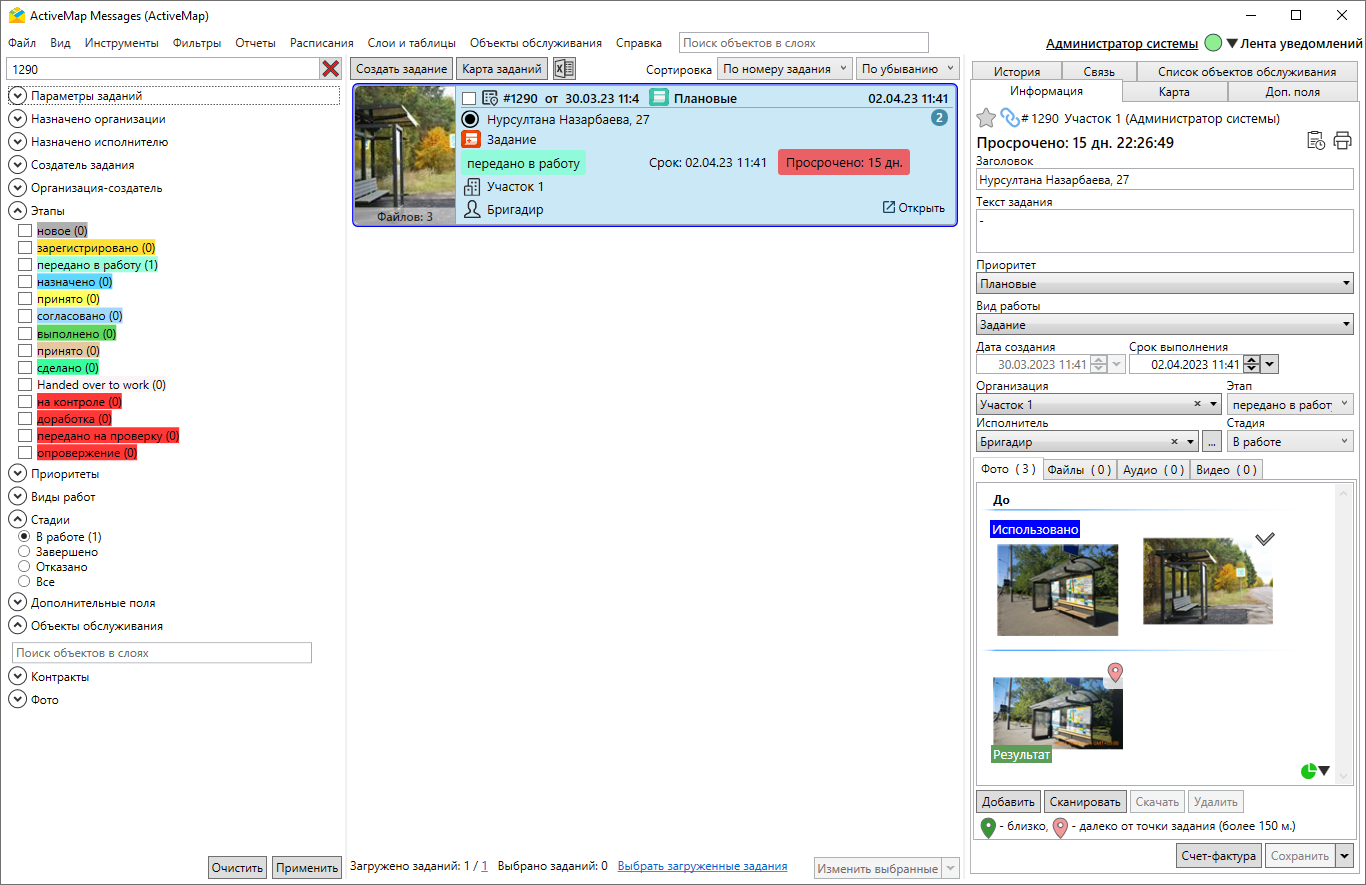 ActiveMap Messages (ActiveMap)
Файл Вид Инструменты Фильтры Отчеты Расписания Слои и таблицы Объекты обслуживания Справка Поиск объектов в слоях Администратор системы Лента уведомлений
1290
Параметры заданий
Назначено организации
Назначено исполнителю
Создатель задания
Организация-создатель
Этапы
новое (0)
зарегистрировано (0)
передано в работу (1)
назначено (0)
принято (0)
согласовано (0)
выполнено (0)
принято (0)
сделано (0)
Handed over to work (0)
на контроле (0)
доработка (0)
передано на проверку (0)
опровержение (0)
Приоритеты
Виды работ
Стадии
В работе (1)
Завершено
Отказано
Все
Дополнительные поля
Объекты обслуживания
Поиск объектов в слоях
Контракты
Фото
Очистить Применить
Создать задание Карта заданий Сортировка По номеру задания По убыванию
#1290 от 30.03.23 11:4 Плановые 02.04.23 11:41
Нурсултана Назарбаева, 27 2
Задание
передано в работу Срок: 02.04.23 11:41 Просрочено: 15 дн.
Участок 1
Файлов: 3 Бригадир Открыть
Загружено заданий: 1 / 1 Выбрано заданий: 0 Выбрать загруженные задания Изменить выбранные
История Связь Список объектов обслуживания
Информация Карта Доп. поля
# 1290 Участок 1 (Администратор системы)
Просрочено: 15 дн. 22:26:49
Заголовок
Нурсултана Назарбаева, 27
Текст задания
-
Приоритет
Плановые
Вид работы
Задание
Дата создания Срок выполнения
30.03.2023 11:41 02.04.2023 11:41
Организация Этап
Участок 1 передано в работ
Исполнитель Стадия
Бригадир ... В работе
Фото (3) Файлы (0) Аудио (0) Видео (0)
До
Использовано
Результат
Добавить Сканировать Скачать Удалить
- близко, - далеко от точки задания (более 150 м.)
Счет-фактура Сохранить